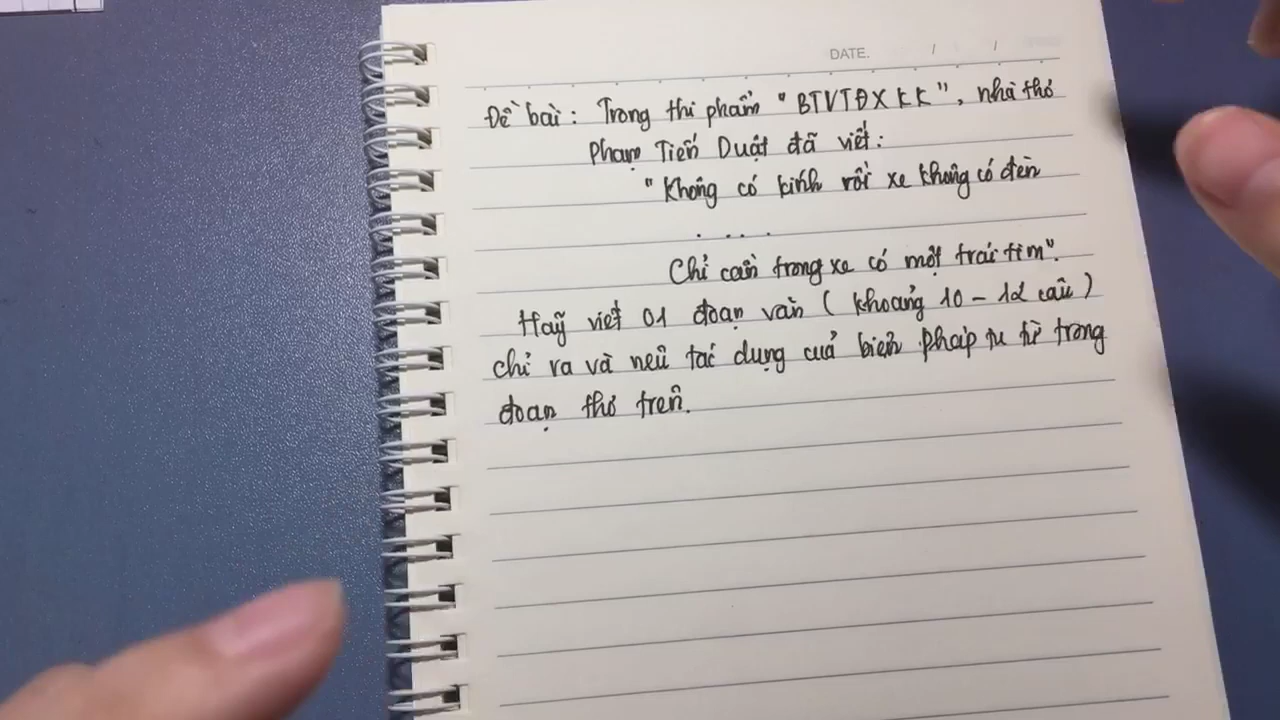 DATE. / /
Đề bài: Trong thi phẩm "BTVTĐXKK", nhà thơ
Phạm Tiến Duật đã viết:
"Không có kính rồi xe không có đèn
. . . .
Chỉ cần trong xe có một trái tim".
Hãy viết 01 đoạn văn (khoảng 10 - 12 câu)
chỉ ra và nêu tác dụng của biện pháp tu từ trong
đoạn thơ trên.